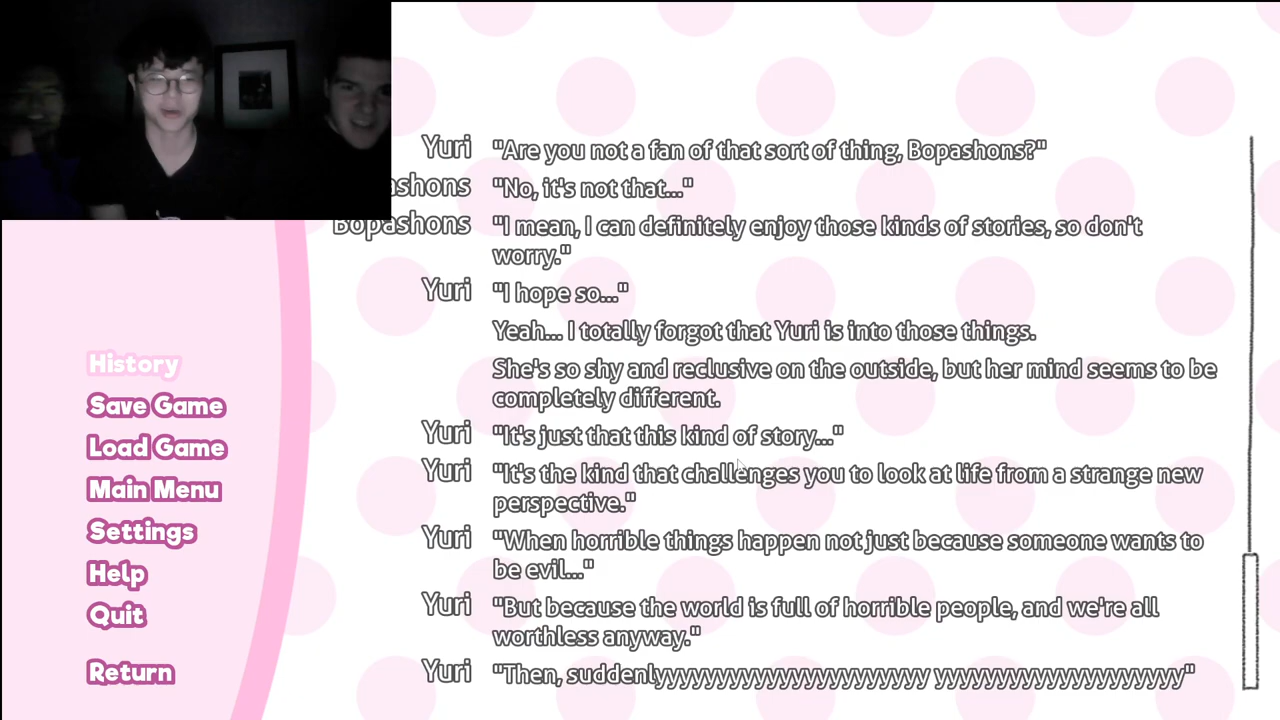 Yuri "Are you not a fan of that sort of thing, Bopashons?"
ashons "No, it's not that..."
Bopashons "I mean, I can definitely enjoy those kinds of stories, so don't
worry."
Yuri "I hope so..."
Yeah... I totally forgot that Yuri is into those things.
She's so shy and reclusive on the outside, but her mind seems to be
completely different.
Yuri "It's just that this kind of story..."
Yuri "It's the kind that challenges you to look at life from a strange new
perspective."
Yuri "When horrible things happen not just because someone wants to
be evil..."
Yuri "But because the world is full of horrible people, and we're all
worthless anyway."
Yuri "Then, suddenlyyyyyyyyyyyyyyyyyyyyyy yyyyyyyyyyyyyyyyyyyy"
History
Save Game
Load Game
Main Menu
Settings
Help
Quit
Return